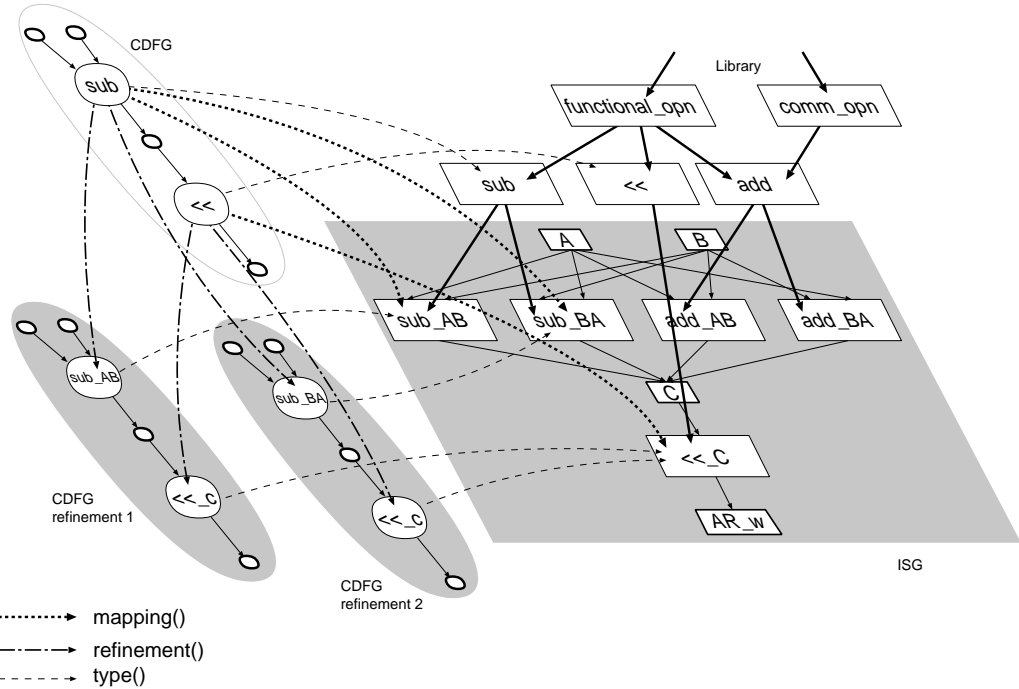 CDFG
sub
<<
Library
functional_opn
comm_opn
sub
<<
add
A
B
sub_AB
sub_BA
add_AB
add_BA
C
<<_C
AR_w
ISG
sub_AB
<<_C
CDFG
refinement 1
sub_BA
<<_C
CDFG
refinement 2
mapping()
refinement()
type()